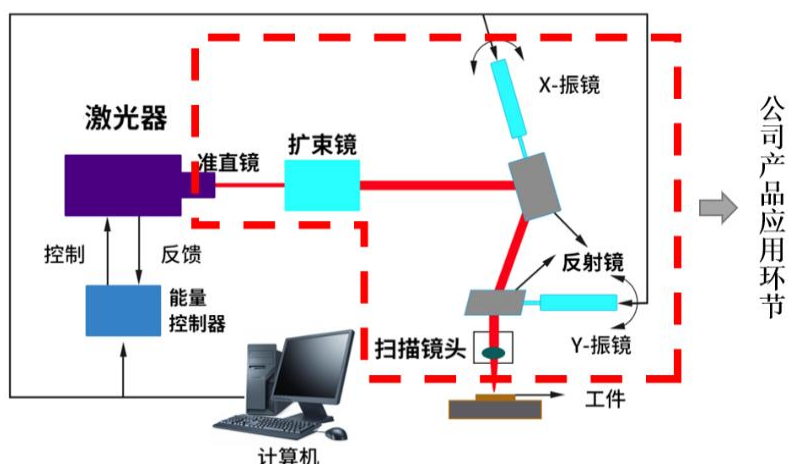 X-振镜
激光器
准直镜
扩束镜
控制
反馈
能量
控制器
反射镜
Y-振镜
扫描镜头
工件
计算机
公司产品应用环节